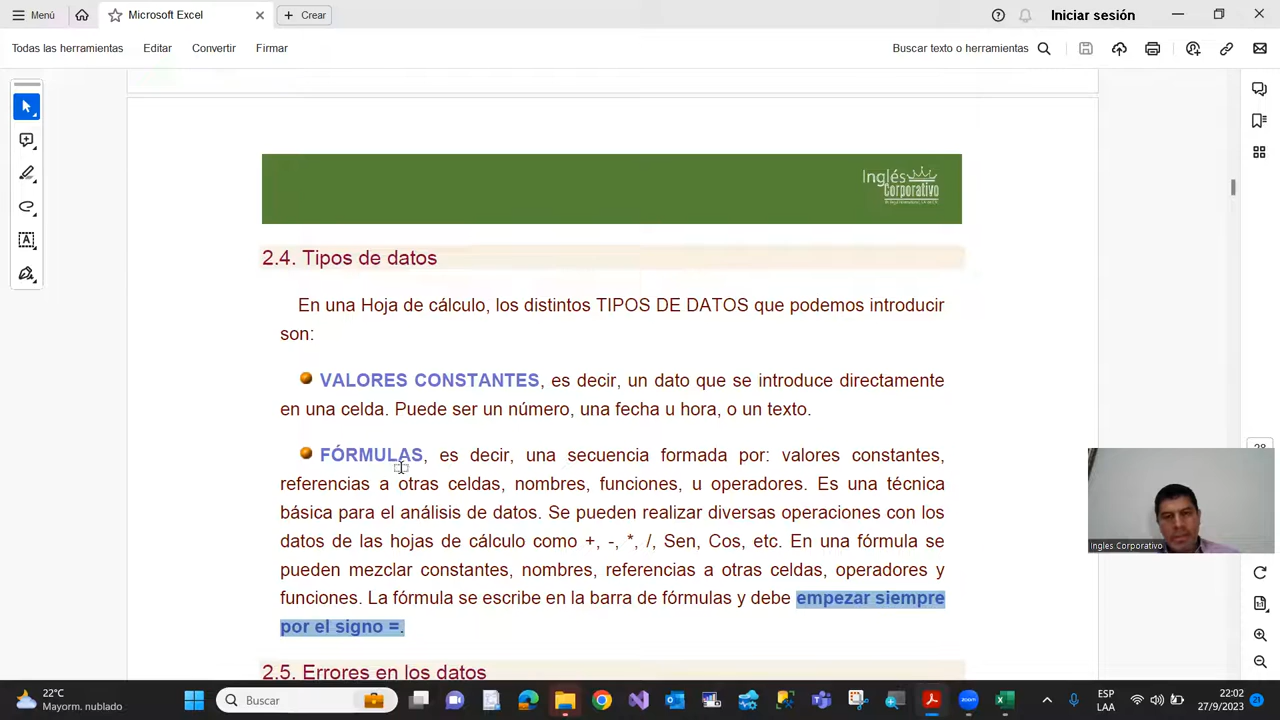 Menú
Microsoft Excel
Crear
Iniciar sesión
Todas las herramientas
Editar
Convertir
Firmar
Buscar texto o herramientas
Inglés
Corporativo
2.4. Tipos de datos
En una Hoja de cálculo, los distintos TIPOS DE DATOS que podemos introducir
son:
VALORES CONSTANTES, es decir, un dato que se introduce directamente
en una celda. Puede ser un número, una fecha u hora, o un texto.
FÓRMULAS, es decir, una secuencia formada por: valores constantes,
referencias a otras celdas, nombres, funciones, u operadores. Es una técnica
básica para el análisis de datos. Se pueden realizar diversas operaciones con los
datos de las hojas de cálculo como +, -, *, /, Sen, Cos, etc. En una fórmula se
pueden mezclar constantes, nombres, referencias a otras celdas, operadores y
funciones. La fórmula se escribe en la barra de fórmulas y debe empezar siempre
por el signo =.
2.5. Errores en los datos
Ingles Corporativo
22°C
Mayorm. nublado
Buscar
ESP
LAA
22:02
27/9/2023